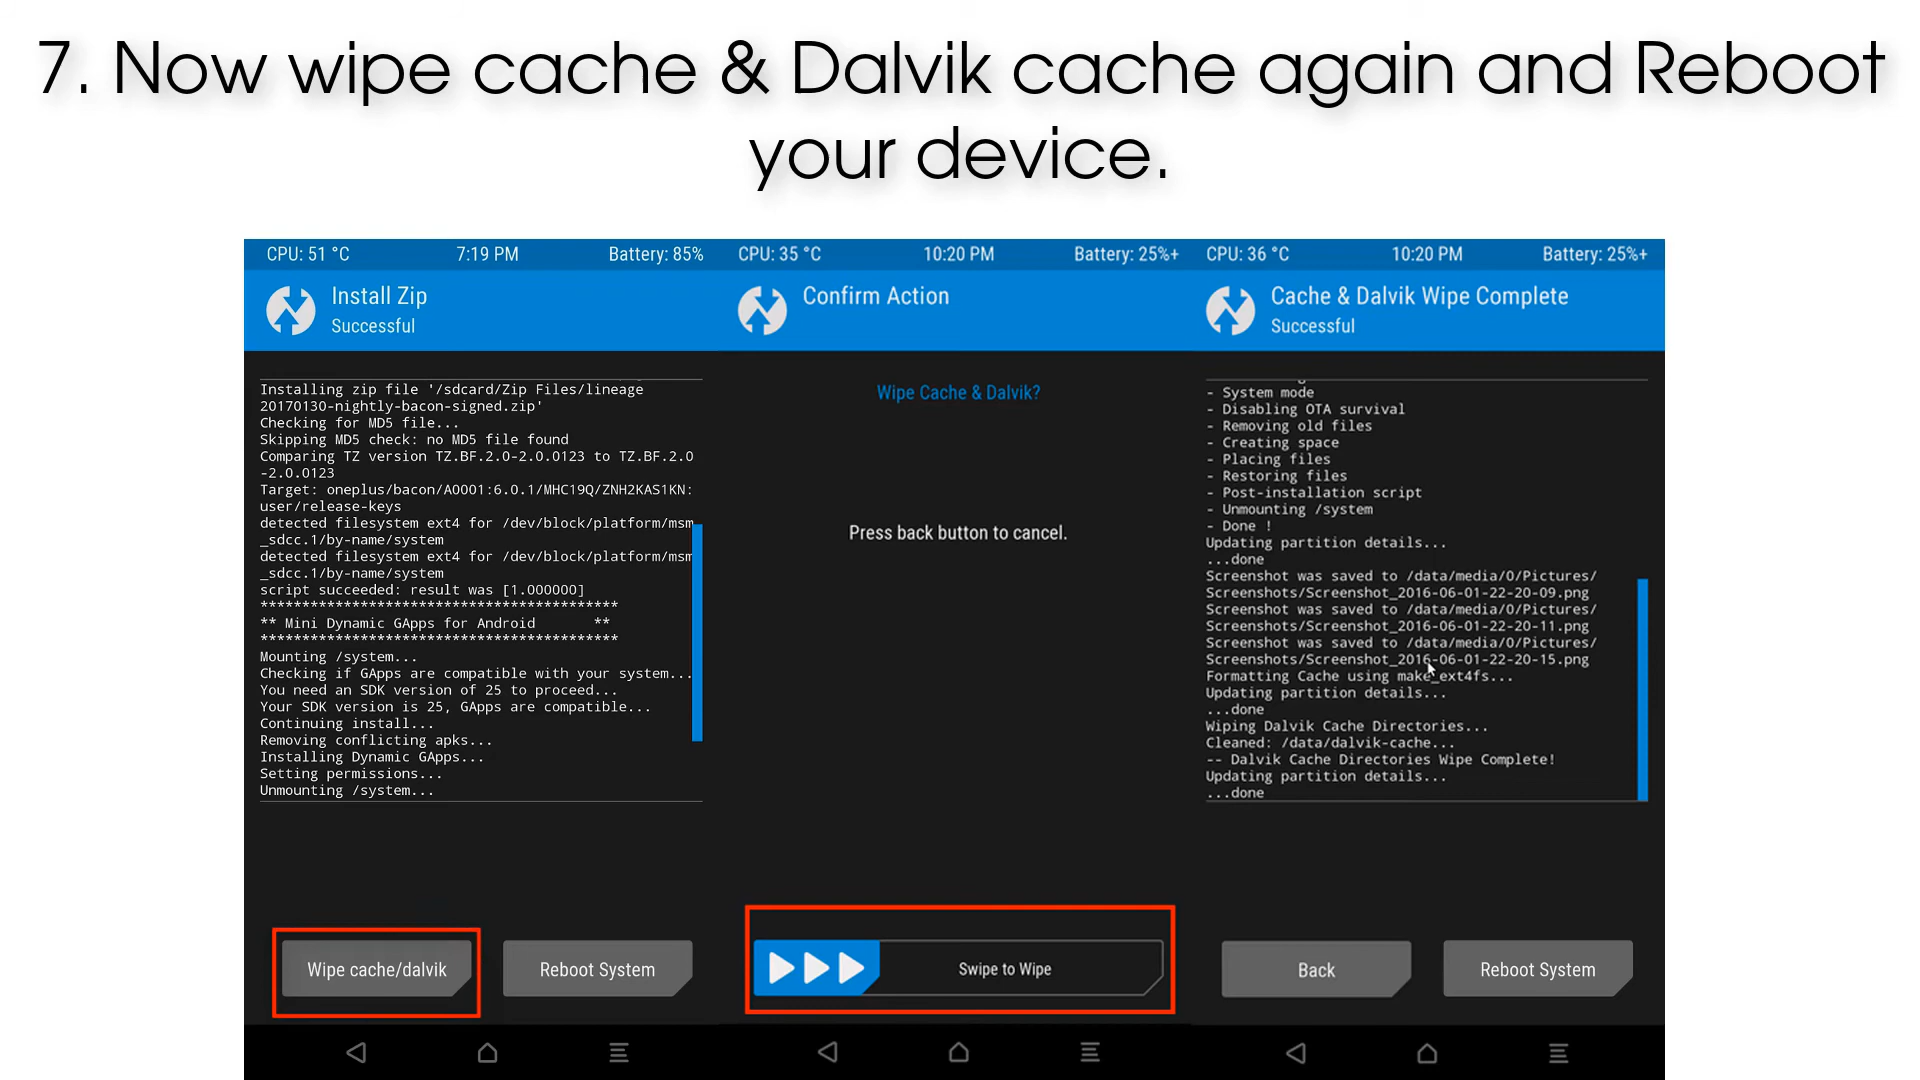 7. Now wipe cache & Dalvik cache again and Reboot
your device.
CPU: 51 °C 7:19 PM Battery: 85%
Install Zip
Successful
Installing zip file '/sdcard/Zip Files/lineage
20170130-nightly-bacon-signed.zip'
Checking for MD5 file...
Skipping MD5 check: no MD5 file found
Comparing TZ version TZ.BF.2.0-2.0.0123 to TZ.BF.2.0
-2.0.0123
Target: oneplus/bacon/A0001:6.0.1/MHC19Q/ZNH2KAS1KN:
user/release-keys
detected filesystem ext4 for /dev/block/platform/msm
_sdcc.1/by-name/system
detected filesystem ext4 for /dev/block/platform/msm
_sdcc.1/by-name/system
script succeeded: result was [1.000000]
*******************************************
** Mini Dynamic GApps for Android **
*******************************************
Mounting /system...
Checking if GApps are compatible with your system...
You need an SDK version of 25 to proceed...
Your SDK version is 25, GApps are compatible...
Continuing install...
Removing conflicting apks...
Installing Dynamic GApps...
Setting permissions...
Unmounting /system...
Wipe cache/dalvik
Reboot System
CPU: 35 °C 10:20 PM Battery: 25%+
Confirm Action
Wipe Cache & Dalvik?
Press back button to cancel.
Swipe to Wipe
CPU: 36 °C 10:20 PM Battery: 25%+
Cache & Dalvik Wipe Complete
Successful
- System mode
- Disabling OTA survival
- Removing old files
- Creating space
- Placing files
- Restoring files
- Post-installation script
- Unmounting /system
- Done !
Updating partition details...
...done
Screenshot was saved to /data/media/0/Pictures/
Screenshots/Screenshot_2016-06-01-22-20-09.png
Screenshot was saved to /data/media/0/Pictures/
Screenshots/Screenshot_2016-06-01-22-20-11.png
Screenshot was saved to /data/media/0/Pictures/
Screenshots/Screenshot_2016-06-01-22-20-15.png
Formatting Cache using make_ext4fs...
Updating partition details...
...done
Wiping Dalvik Cache Directories...
Cleaned: /data/dalvik-cache...
-- Dalvik Cache Directories Wipe Complete!
Updating partition details...
...done
Back
Reboot System